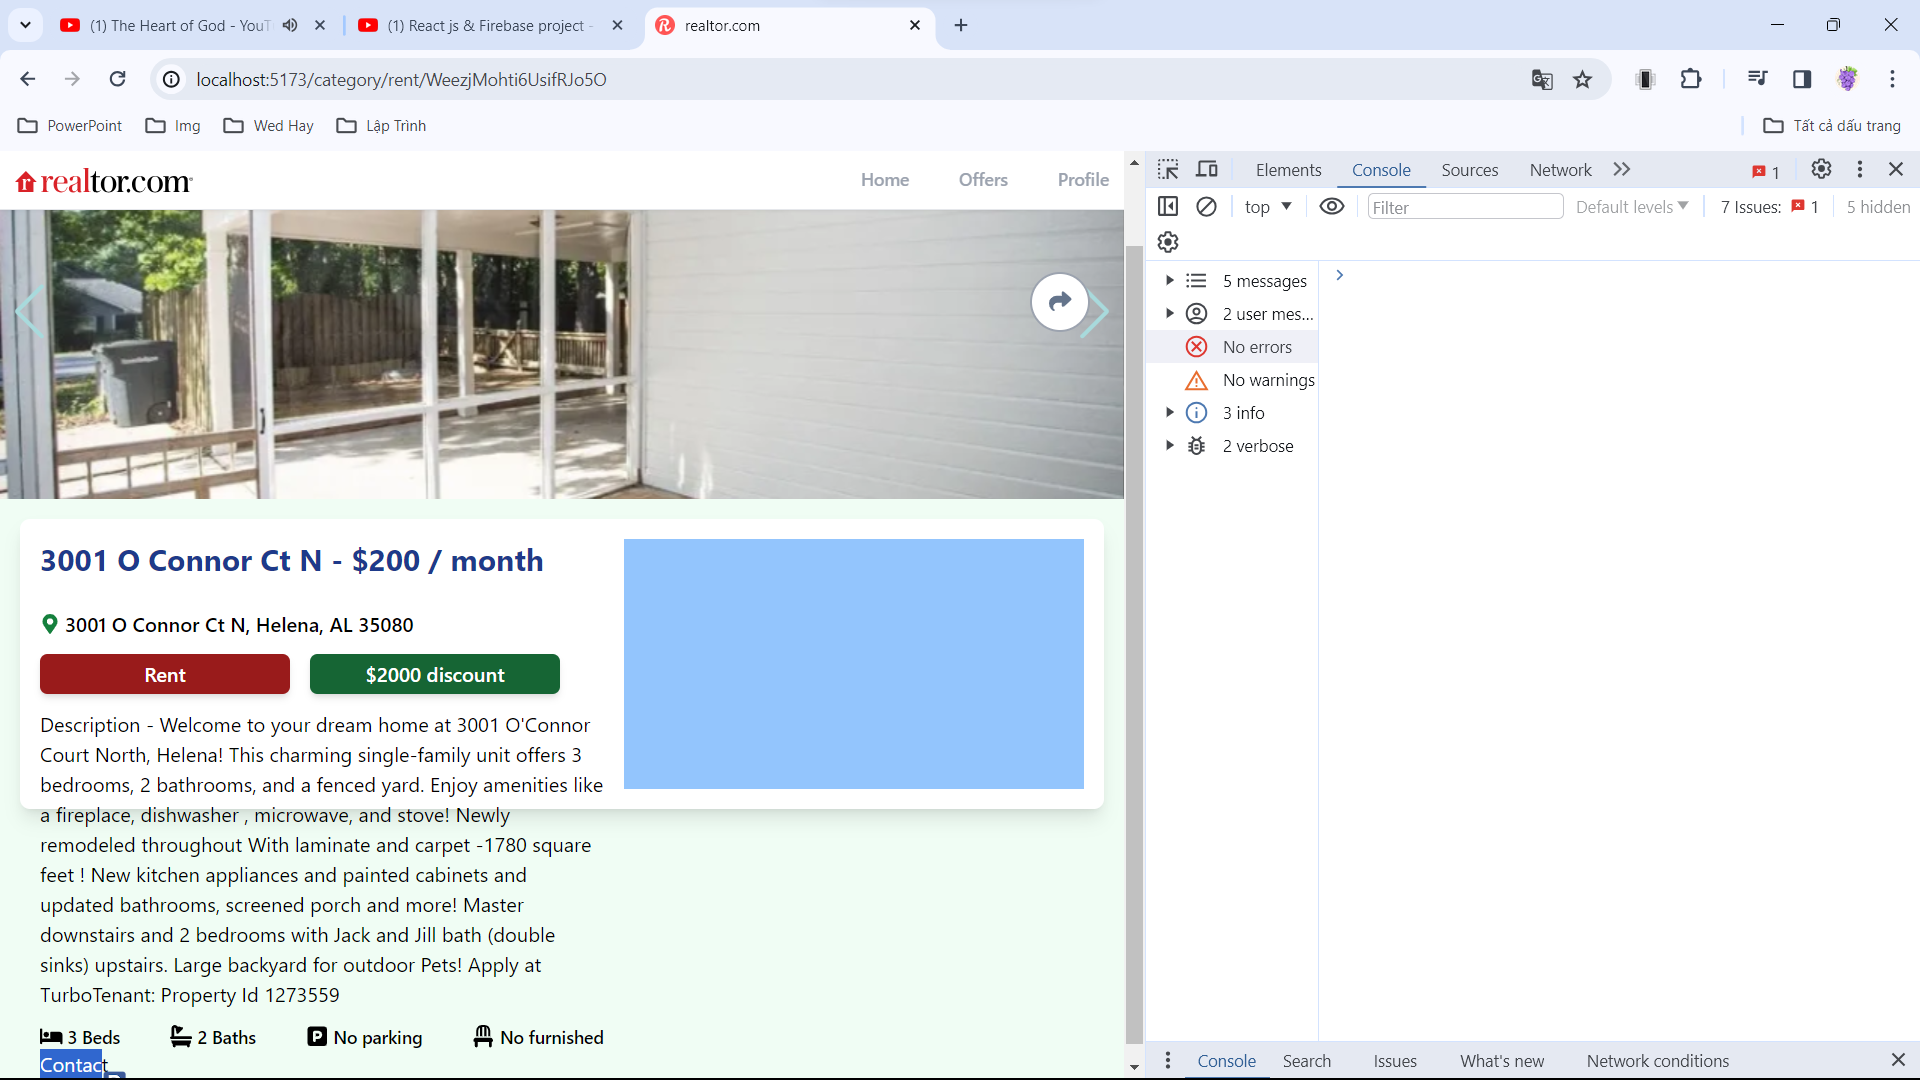 (1) The Heart of God - YouT
(1) React js & Firebase project -
realtor.com
localhost:5173/category/rent/WeezjMohti6UsifRJo5O
PowerPoint
Img
Wed Hay
Lập Trình
Tất cả dấu trang
realtor.com
Home
Offers
Profile
3001 O Connor Ct N - $200 / month
3001 O Connor Ct N, Helena, AL 35080
Rent
$2000 discount
Description - Welcome to your dream home at 3001 O'Connor
Court North, Helena! This charming single-family unit offers 3
bedrooms, 2 bathrooms, and a fenced yard. Enjoy amenities like
a fireplace, dishwasher , microwave, and stove! Newly
remodeled throughout With laminate and carpet -1780 square
feet ! New kitchen appliances and painted cabinets and
updated bathrooms, screened porch and more! Master
downstairs and 2 bedrooms with Jack and Jill bath (double
sinks) upstairs. Large backyard for outdoor Pets! Apply at
TurboTenant: Property Id 1273559
3 Beds
2 Baths
No parking
No furnished
Contact
Elements
Console
Sources
Network
1
top
Filter
Default levels
7 Issues:
1
5 hidden
5 messages
2 user mes...
No errors
No warnings
3 info
2 verbose
Console
Search
Issues
What's new
Network conditions